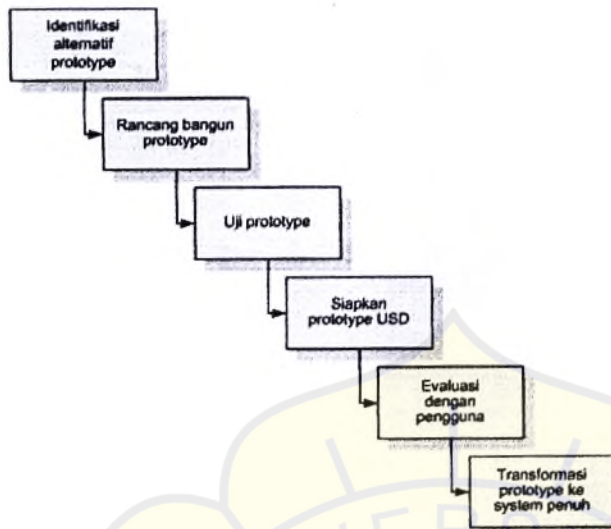 Identifikasi
alternatif
prototype
Rancang bangun
prototype
Uji prototype
Siapkan
prototype USD
Evaluasi
dengan
pengguna
Transformasi
prototype ke
system penuh